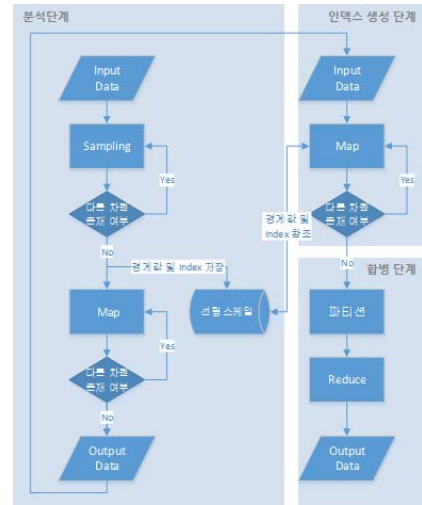 분석단계
Input
Data
Sampling
Yes
다른 차원
존재 여부
No
경계 값 및 Index 저장
선형 스케일
Map
Yes
다른 차원
존재 여부
No
Output
Data
인덱스 생성 단계
Input
Data
Map
Yes
다른 차원
존재 여부
경계 값 및
Index 참조
No
합병 단계
파티션
Reduce
Output
Data